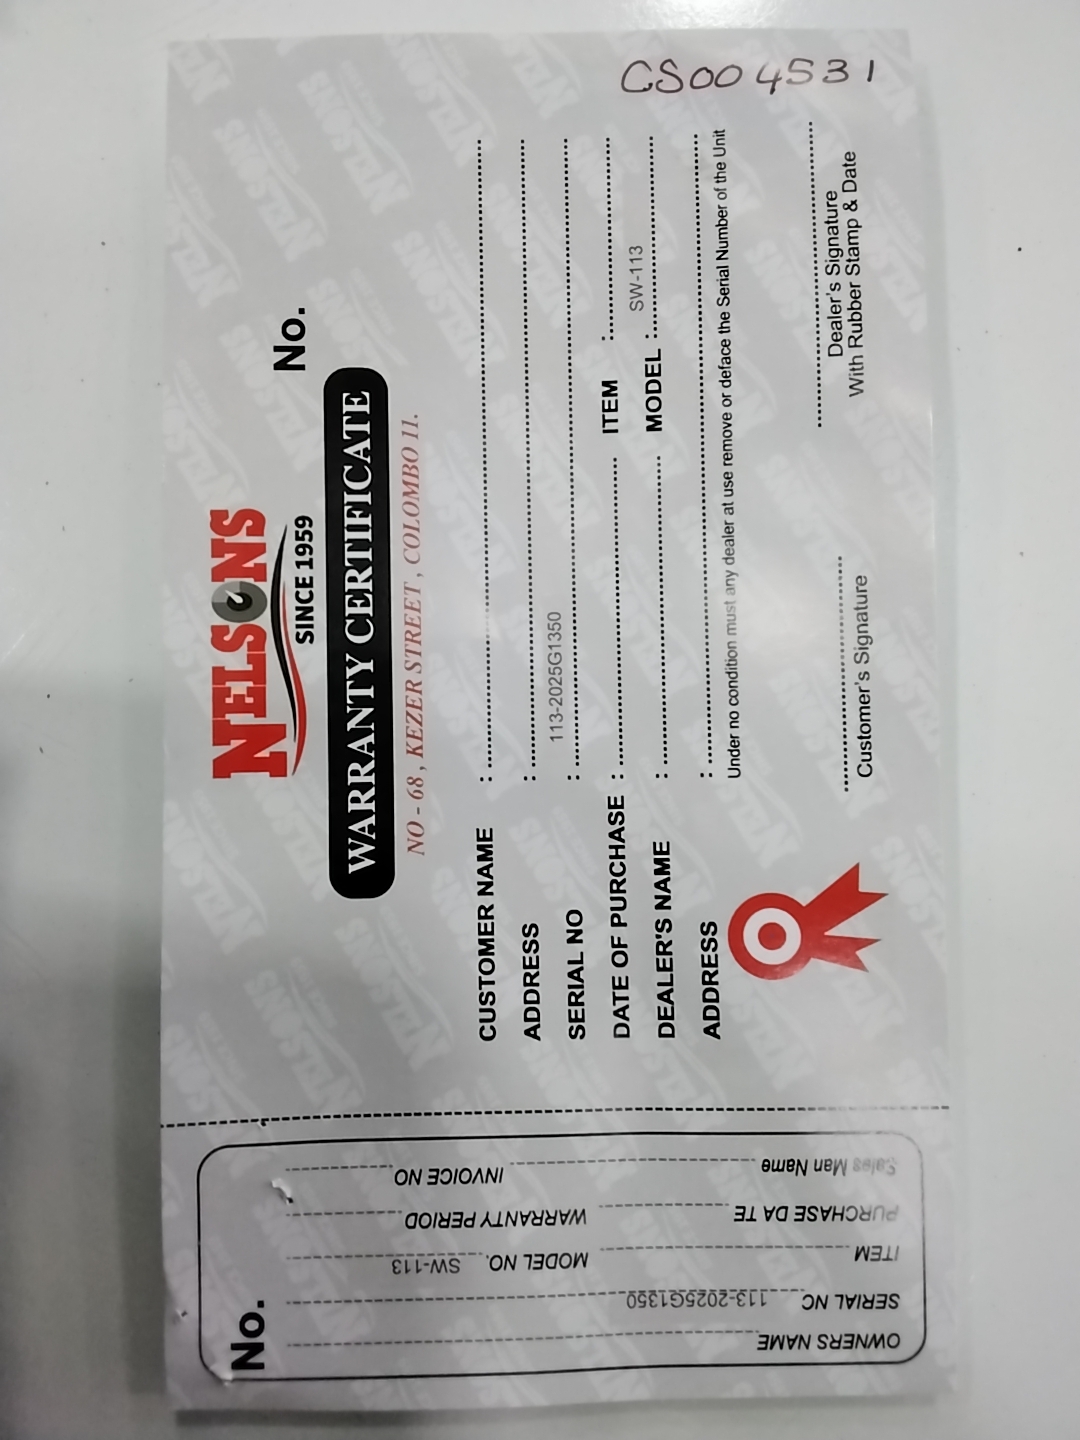 CS004531
NELSONS
SINCE 1959
No.
WARRANTY CERTIFICATE
NO - 68 , KEZER STREET , COLOMBO 11.
CUSTOMER NAME :
ADDRESS :
SERIAL NO : 113-2025G1350
DATE OF PURCHASE : ITEM :
DEALER'S NAME : MODEL : SW-113
ADDRESS :
Under no condition must any dealer at use remove or deface the Serial Number of the Unit
Customer's Signature
Dealer's Signature
With Rubber Stamp & Date
No.
OWNERS NAME
SERIAL NO 113-2025G1350
ITEM MODEL NO. SW-113
PURCHASE DA TE WARRANTY PERIOD
Sales Man Name INVOICE NO